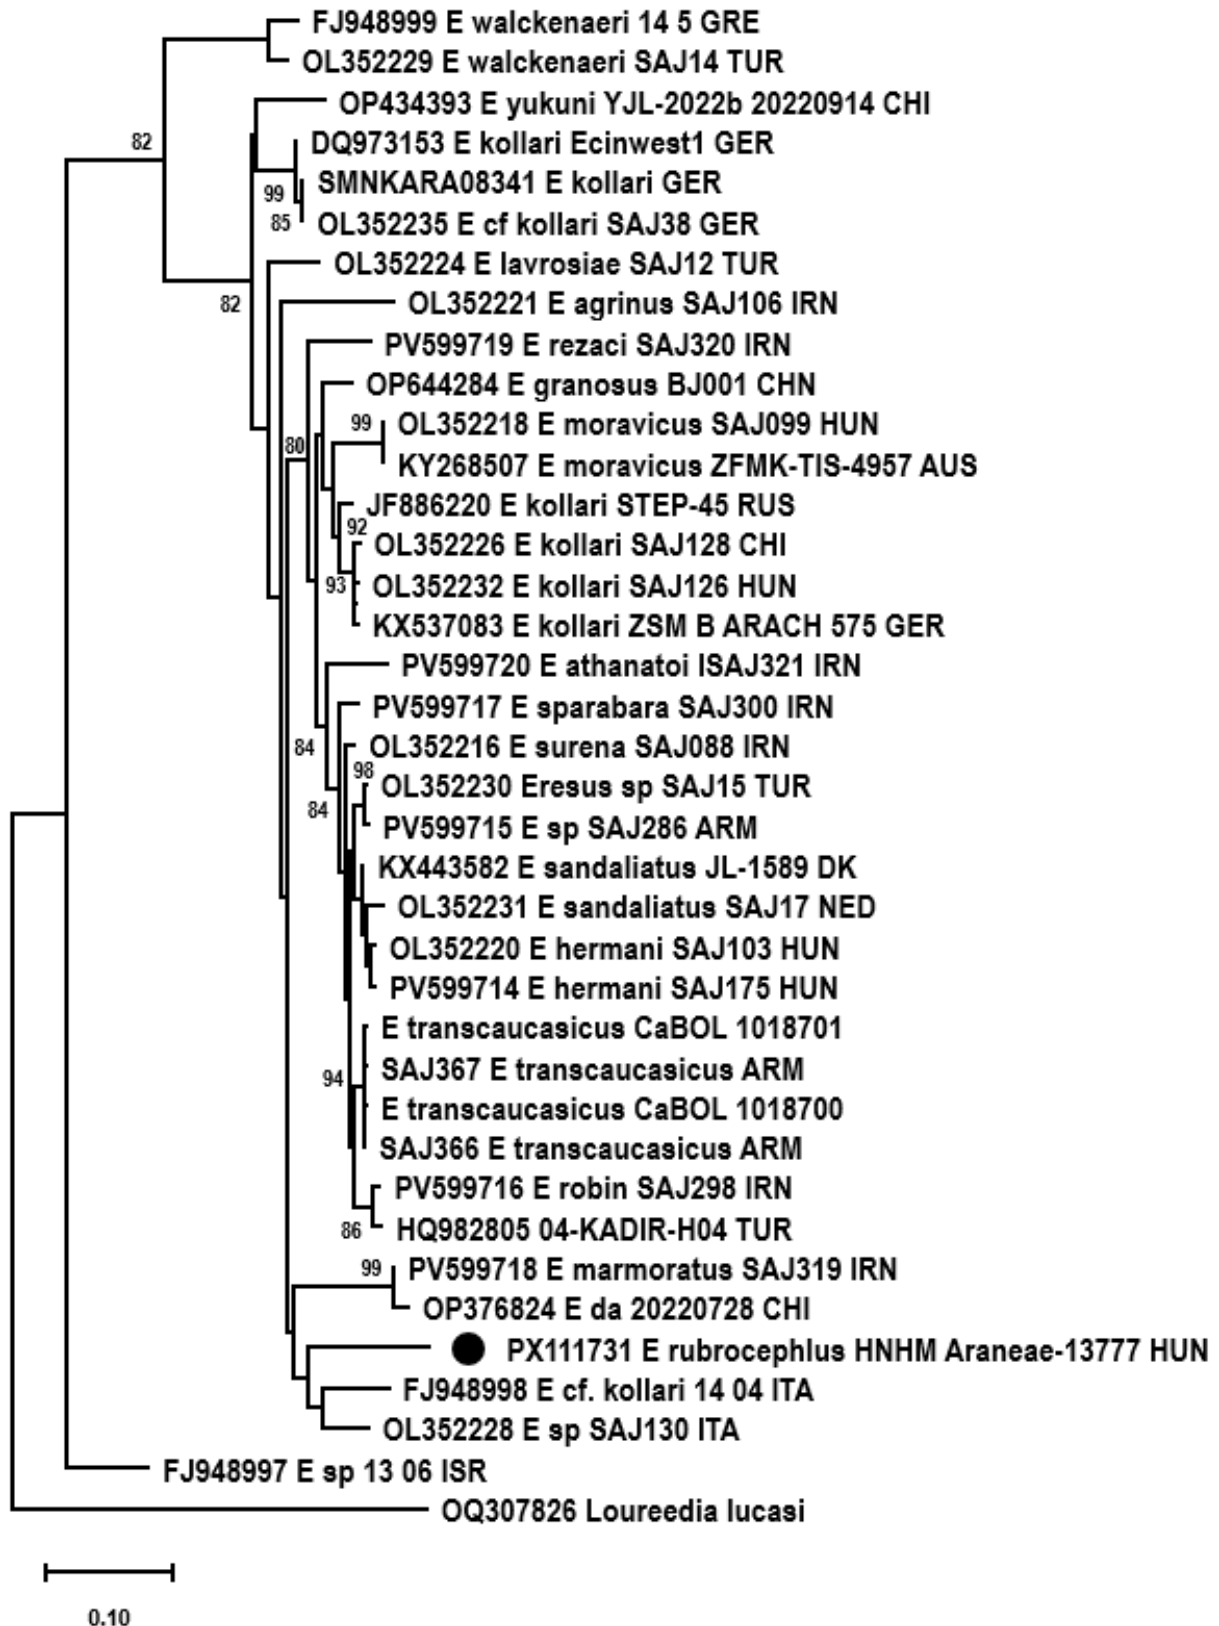 FJ948999 E walckenaeri 14 5 GRE
OL352229 E walckenaeri SAJ14 TUR
OP434393 E yukuni YJL-2022b 20220914 CHI
82
DQ973153 E kollari Ecinwest1 GER
SMNKARA08341 E kollari GER
99
OL352235 E cf kollari SAJ38 GER
85
OL352224 E lavrosiae SAJ12 TUR
82
OL352221 E agrinus SAJ106 IRN
PV599719 E rezaci SAJ320 IRN
OP644284 E granosus BJ001 CHN
99
OL352218 E moravicus SAJ099 HUN
80
KY268507 E moravicus ZFMK-TIS-4957 AUS
JF886220 E kollari STEP-45 RUS
92
OL352226 E kollari SAJ128 CHI
93
OL352232 E kollari SAJ126 HUN
KX537083 E kollari ZSM B ARACH 575 GER
PV599720 E athanatoi ISAJ321 IRN
PV599717 E sparabara SAJ300 IRN
84
OL352216 E surena SAJ088 IRN
98
OL352230 Eresus sp SAJ15 TUR
84
PV599715 E sp SAJ286 ARM
KX443582 E sandaliatus JL-1589 DK
OL352231 E sandaliatus SAJ17 NED
OL352220 E hermani SAJ103 HUN
PV599714 E hermani SAJ175 HUN
E transcaucasicus CaBOL 1018701
SAJ367 E transcaucasicus ARM
94
E transcaucasicus CaBOL 1018700
SAJ366 E transcaucasicus ARM
PV599716 E robin SAJ298 IRN
86
HQ982805 04-KADIR-H04 TUR
99
PV599718 E marmoratus SAJ319 IRN
OP376824 E da 20220728 CHI
PX111731 E rubrocephlus HNHM Araneae-13777 HUN
FJ948998 E cf. kollari 14 04 ITA
OL352228 E sp SAJ130 ITA
FJ948997 E sp 13 06 ISR
OQ307826 Loureedia lucasi
0.10